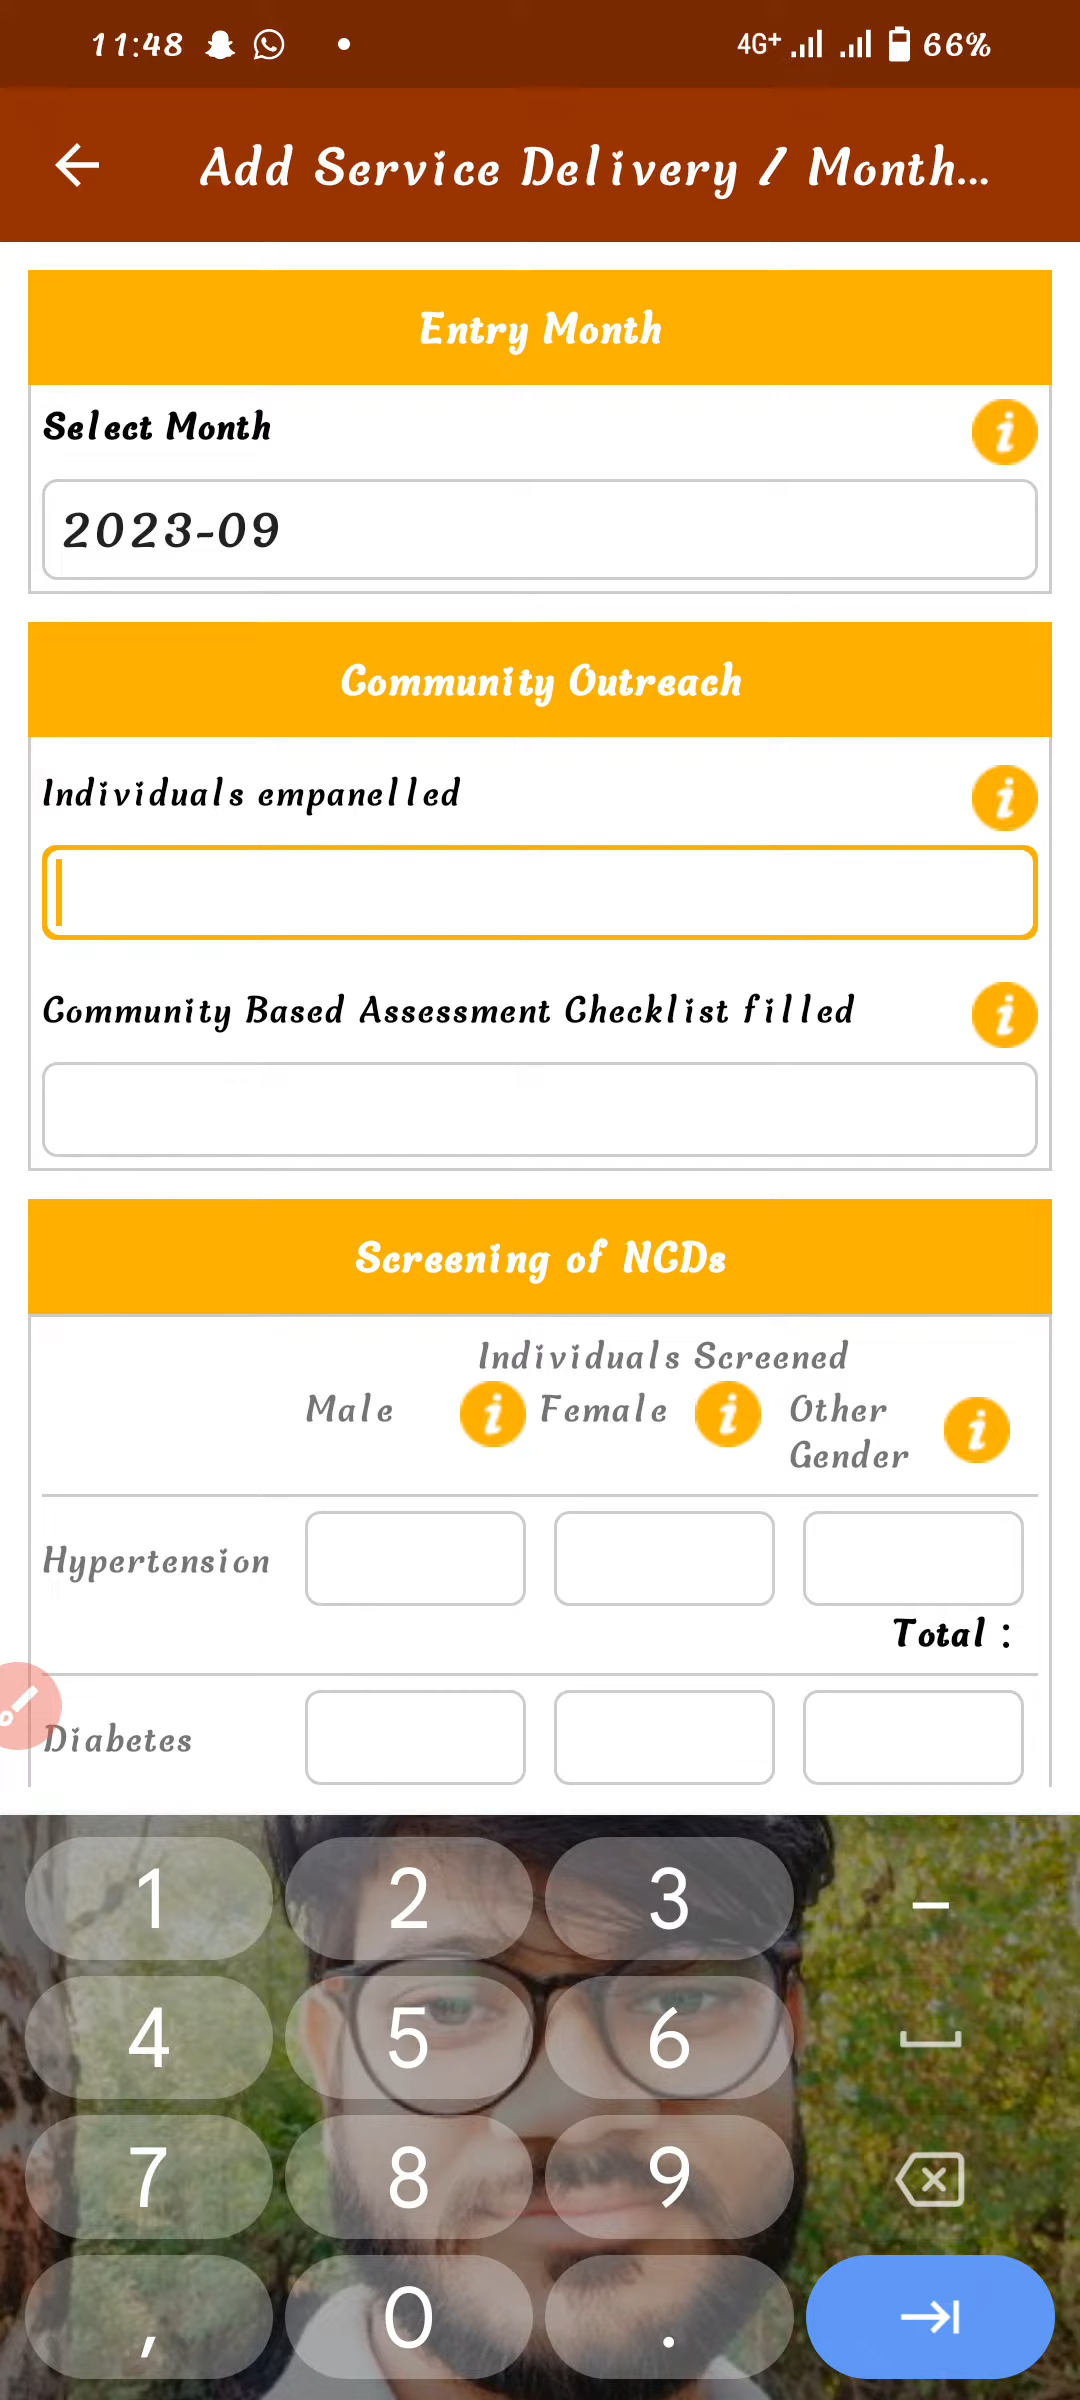 11:48 4G+ 66%
Add Service Delivery / Month...
Entry Month
Select Month
2023-09
Community Outreach
Individuals empanelled
Community Based Assessment Checklist filled
Screening of NCDs
Individuals Screened
Male Female Other Gender
Hypertension
Total :
Diabetes
1 2 3 -
4 5 6
7 8 9
, 0 .